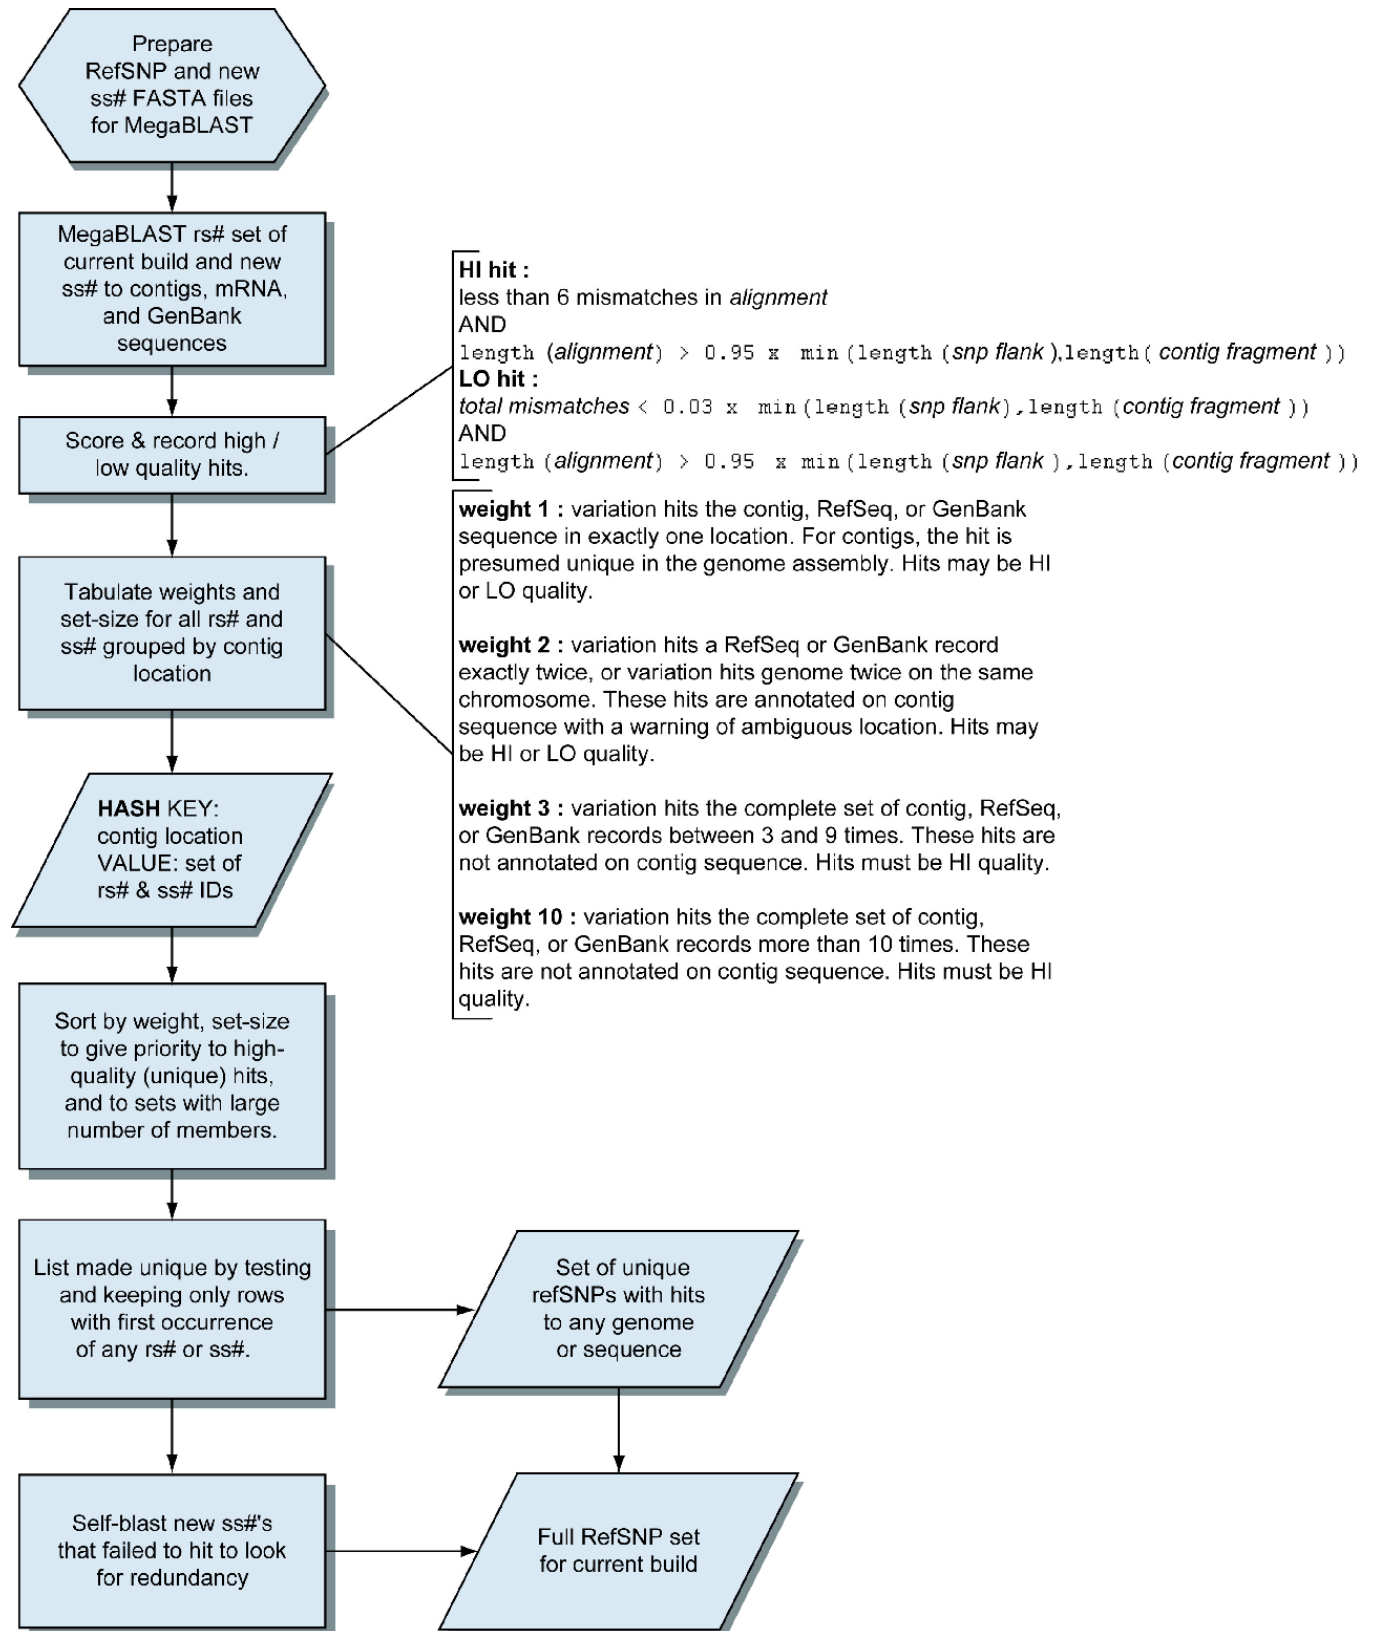 Prepare
RefSNP and new
ss# FASTA files
for MegaBLAST
MegaBLAST rs# set of
current build and new
ss# to contigs, mRNA,
and GenBank
sequences
Score & record high /
low quality hits.
HI hit :
less than 6 mismatches in alignment
AND
length (alignment) > 0.95 x min(length (snp flank ),length( contig fragment ))
LO hit :
total mismatches < 0.03 x min(length (snp flank),length (contig fragment ))
AND
length (alignment) > 0.95 x min(length (snp flank ),length (contig fragment ))
Tabulate weights and
set-size for all rs# and
ss# grouped by contig
location
weight 1 : variation hits the contig, RefSeq, or GenBank
sequence in exactly one location. For contigs, the hit is
presumed unique in the genome assembly. Hits may be HI
or LO quality.
weight 2 : variation hits a RefSeq or GenBank record
exactly twice, or variation hits genome twice on the same
chromosome. These hits are annotated on contig
sequence with a warning of ambiguous location. Hits may
be HI or LO quality.
weight 3 : variation hits the complete set of contig, RefSeq,
or GenBank records between 3 and 9 times. These hits are
not annotated on contig sequence. Hits must be HI quality.
weight 10 : variation hits the complete set of contig,
RefSeq, or GenBank records more than 10 times. These
hits are not annotated on contig sequence. Hits must be HI
quality.
HASH KEY:
contig location
VALUE: set of
rs# & ss# IDs
Sort by weight, set-size
to give priority to high-
quality (unique) hits,
and to sets with large
number of members.
List made unique by testing
and keeping only rows
with first occurrence
of any rs# or ss#.
Set of unique
refSNPs with hits
to any genome
or sequence
Self-blast new ss#'s
that failed to hit to look
for redundancy
Full RefSNP set
for current build